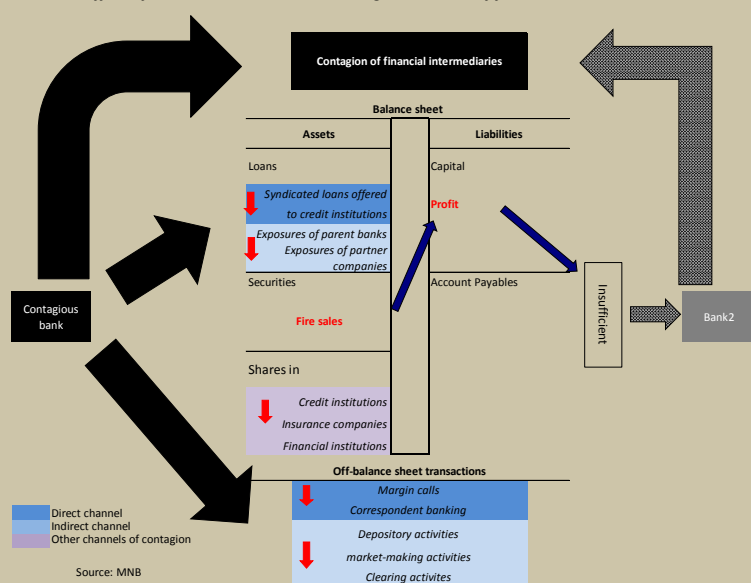 Contagion of financial intermediaries
Balance sheet
Assets
Liabilities
Loans
Capital
Syndicated loans offered
to credit institutions
Profit
Exposures of parent banks
Exposures of partner
companies
Securities
Account Payables
Fire sales
Contagious
bank
Insufficient
Bank2
Shares in
Credit institutions
Insurance companies
Financial institutions
Off-balance sheet transactions
Margin calls
Correspondent banking
Depository activities
market-making activities
Clearing activites
Direct channel
Indirect channel
Other channels of contagion
Source: MNB